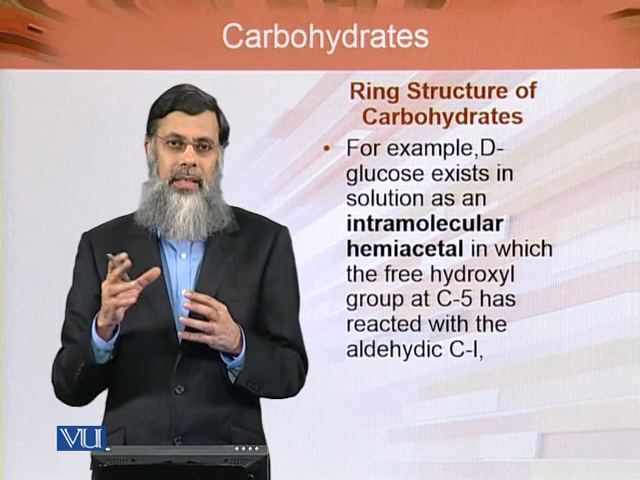 Carbohydrates
Ring Structure of
Carbohydrates
• For example,D-
glucose exists in
solution as an
intramolecular
hemiacetal in which
the free hydroxyl
group at C-5 has
reacted with the
aldehydic C-I,
VU